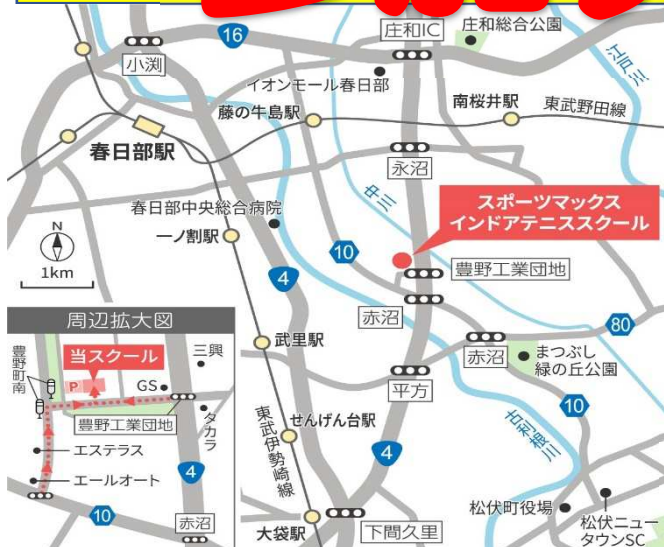 16
庄和IC
庄和総合公園
小渕
イオンモール春日部
江戸川
藤の牛島駅
南桜井駅
東武野田線
春日部駅
永沼
中川
スポーツマックス
インドアテニススクール
春日部中央総合病院
N
1km
一ノ割駅
4
10
豊野工業団地
赤沼
80
周辺拡大図
豊野町南
当スクール
P
三興
GS
豊野工業団地
タカラ
エステラス
エールオート
4
10
赤沼
武里駅
赤沼
まつぶし
緑の丘公園
平方
10
せんげん台駅
東武伊勢崎線
4
古利根川
大袋駅
下間久里
松伏町役場
松伏ニュー
タウンSC